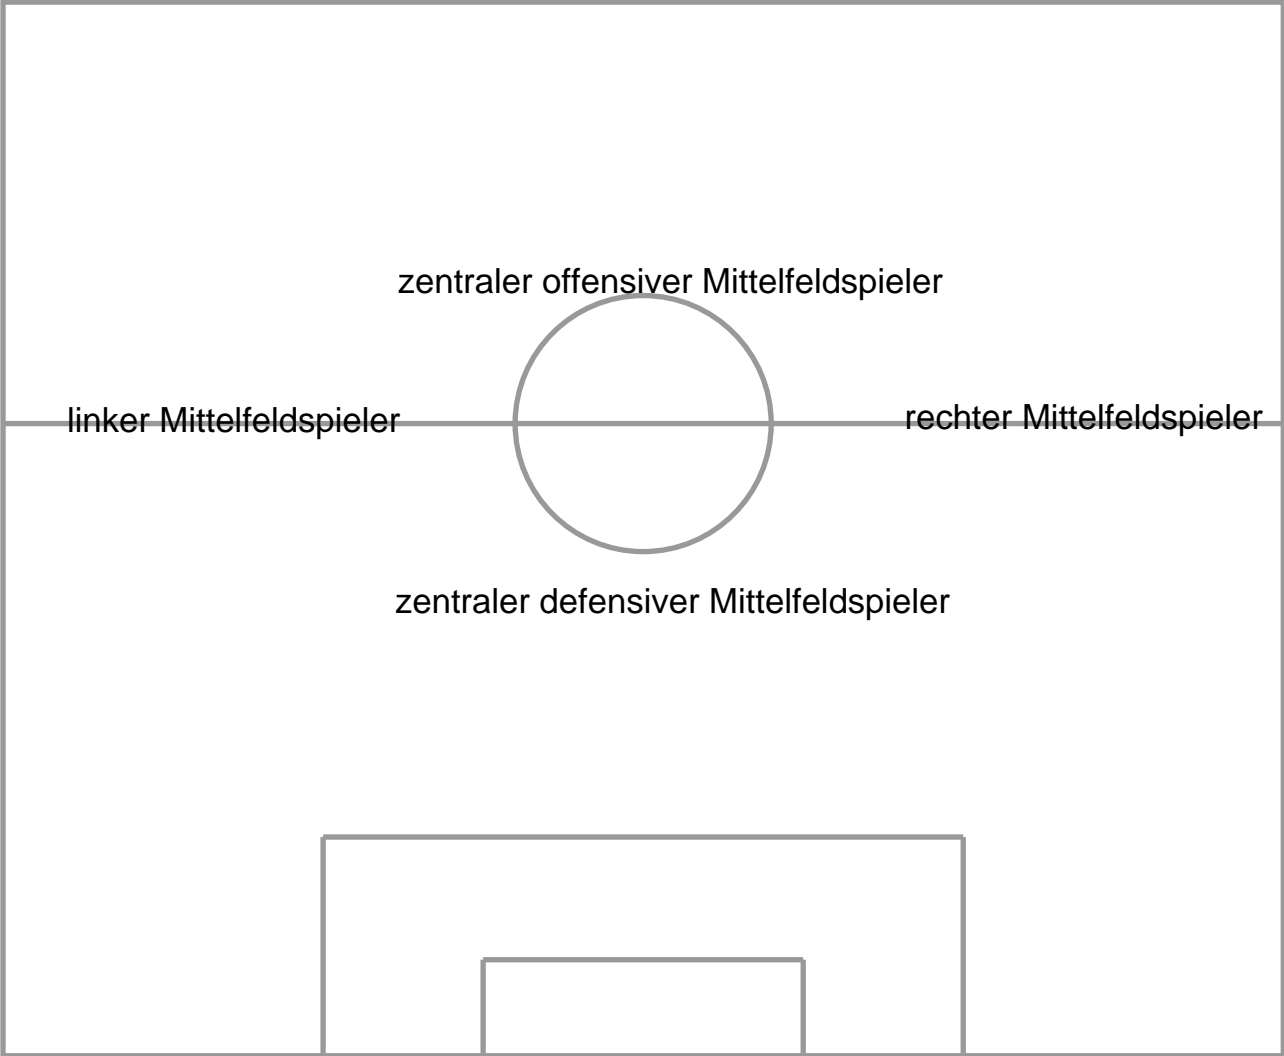 zentraler offensiver Mittelfeldspieler
linker Mittelfeldspieler
rechter Mittelfeldspieler
zentraler defensiver Mittelfeldspieler